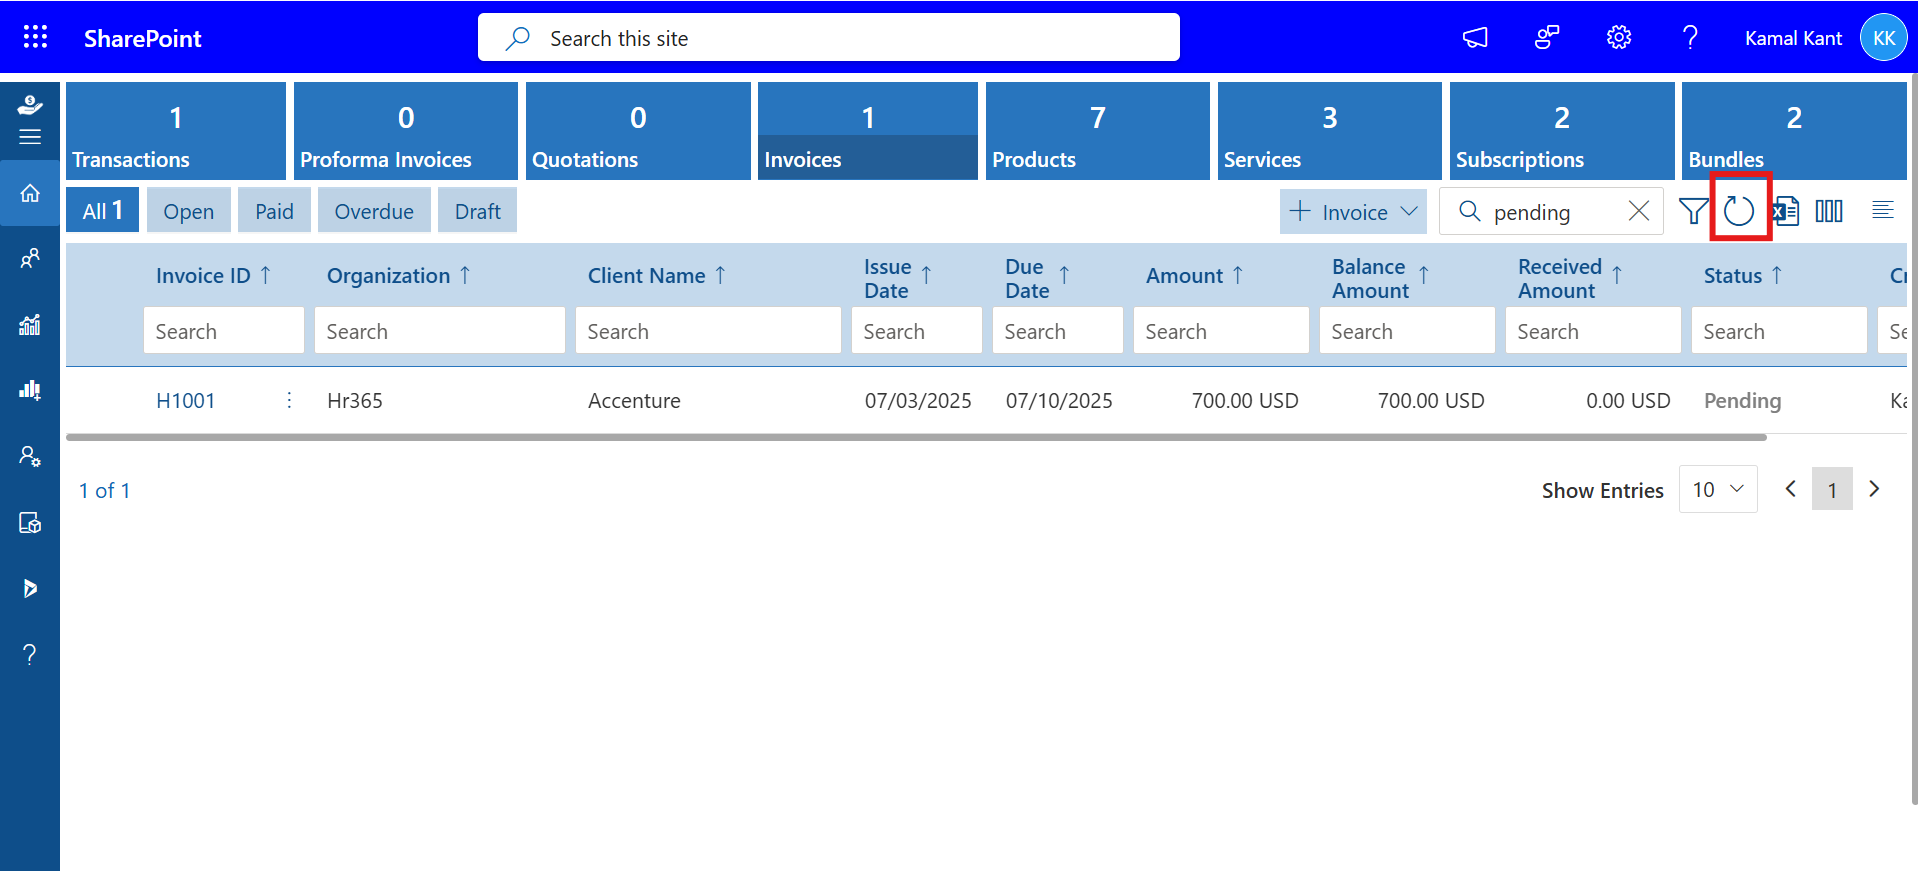 SharePoint
Search this site
Kamal Kant
KK
1
Transactions
0
Proforma Invoices
0
Quotations
1
Invoices
7
Products
3
Services
2
Subscriptions
2
Bundles
All 1
Open
Paid
Overdue
Draft
Invoice
pending
Invoice ID ↑
Organization ↑
Client Name ↑
Issue Date ↑
Due Date ↑
Amount ↑
Balance Amount ↑
Received Amount ↑
Status ↑
Cr
Search
Search
Search
Search
Search
Search
Search
Search
Search
Se
H1001
Hr365
Accenture
07/03/2025
07/10/2025
700.00 USD
700.00 USD
0.00 USD
Pending
Ka
1 of 1
Show Entries
10
1